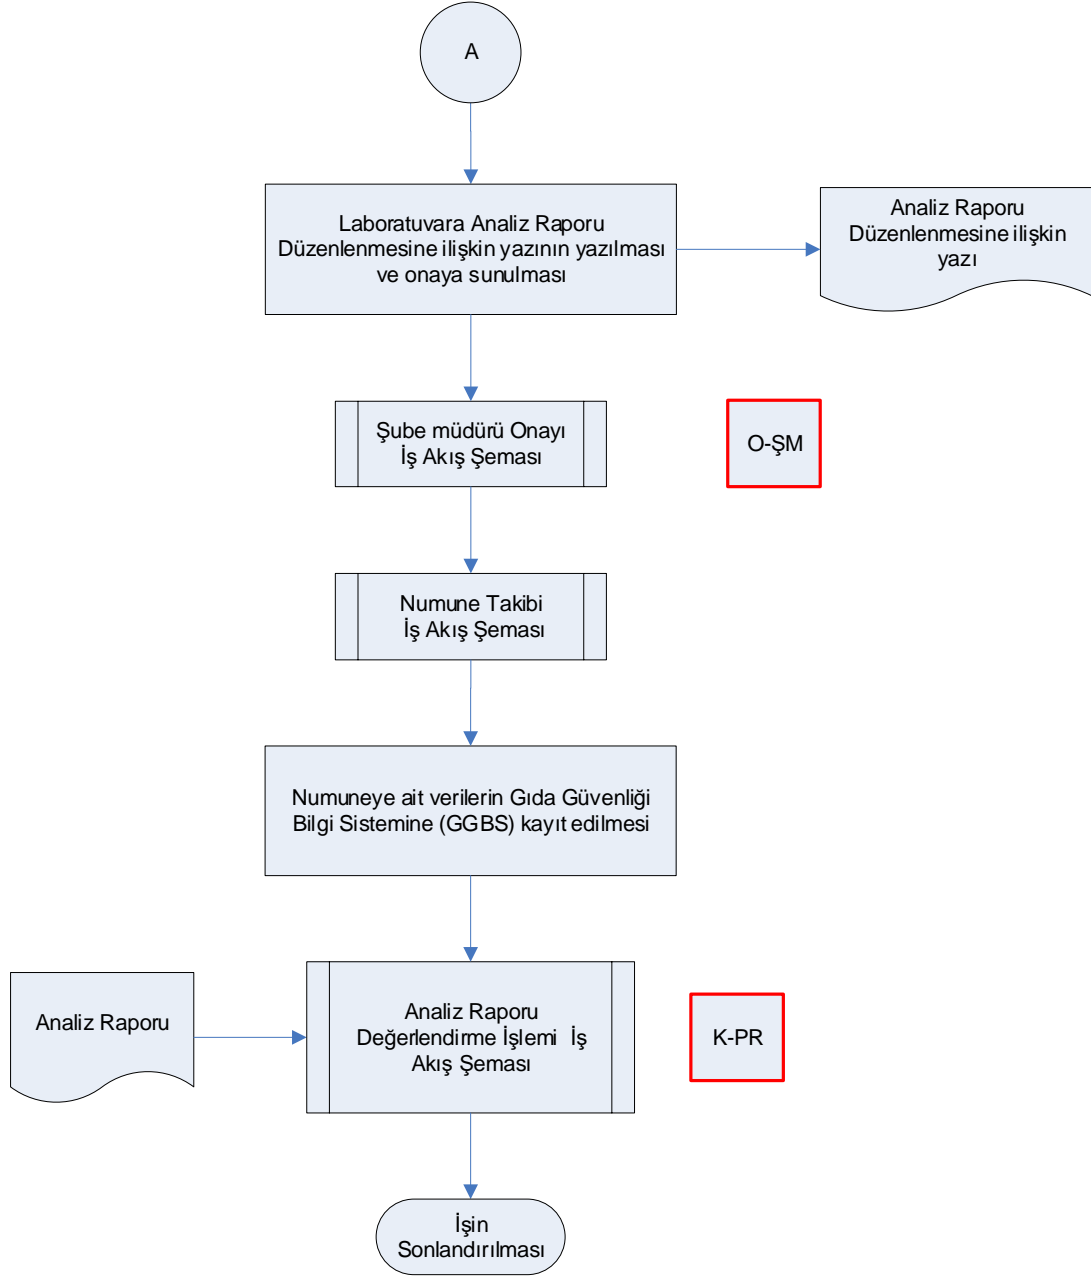 A
Laboratuvara Analiz Raporu
Düzenlenmesine ilişkin yazının yazılması
ve onaya sunulması
Analiz Raporu
Düzenlenmesine ilişkin
yazı
Şube müdürü Onayı
İş Akış Şeması
O-ŞM
Numune Takibi
İş Akış Şeması
Numuneye ait verilerin Gıda Güvenliği
Bilgi Sistemine (GGBS) kayıt edilmesi
Analiz Raporu
Analiz Raporu
Değerlendirme İşlemi İş
Akış Şeması
K-PR
İşin
Sonlandırılması